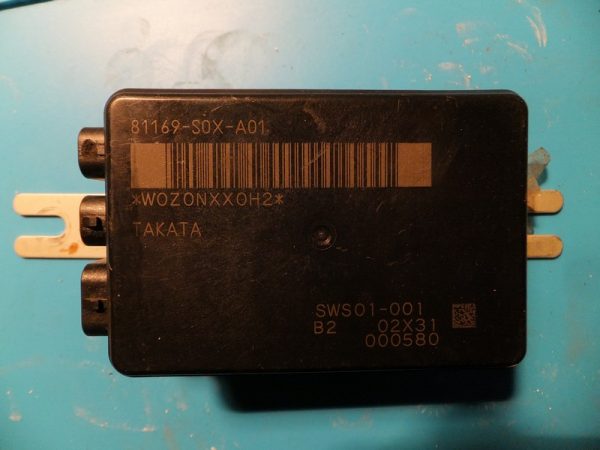 81169-S0X-A01
*W0Z0NXX0H2*
TAKATA
SWS01-001
B2 02X31
000580